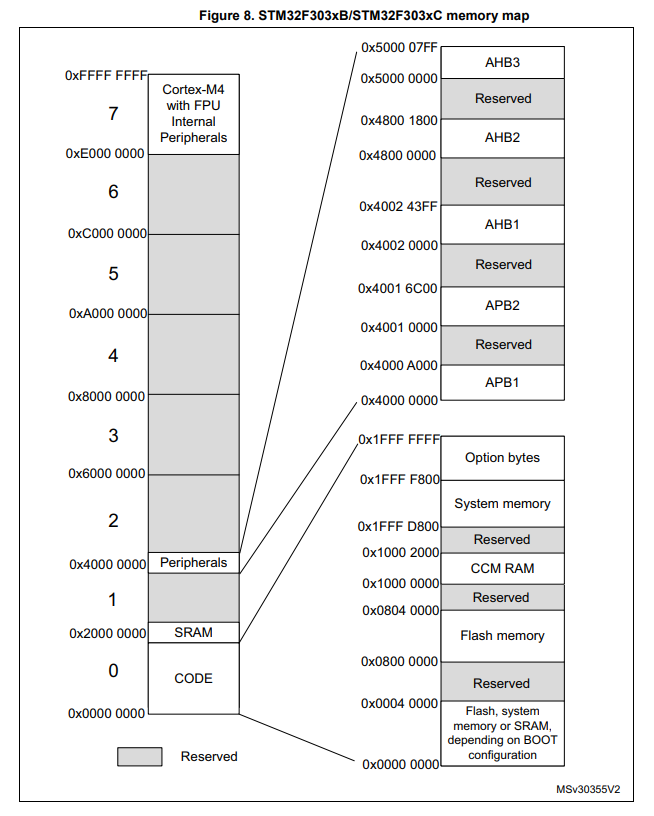 Figure 8. STM32F303xB/STM32F303xC memory map
0xFFFF FFFF
7
Cortex-M4
with FPU
Internal
Peripherals
0xE000 0000
6
0xC000 0000
5
0xA000 0000
4
0x8000 0000
3
0x6000 0000
2
0x4000 0000
Peripherals
1
0x2000 0000
SRAM
0
CODE
0x0000 0000
Reserved
0x5000 07FF
AHB3
0x5000 0000
Reserved
0x4800 1800
AHB2
0x4800 0000
Reserved
0x4002 43FF
AHB1
0x4002 0000
Reserved
0x4001 6C00
APB2
0x4001 0000
Reserved
0x4000 A000
APB1
0x4000 0000
0x1FFF FFFF
Option bytes
0x1FFF F800
System memory
0x1FFF D800
Reserved
0x1000 2000
CCM RAM
0x1000 0000
Reserved
0x0804 0000
Flash memory
0x0800 0000
Reserved
0x0004 0000
Flash, system
memory or SRAM,
depending on BOOT
configuration
0x0000 0000
MSv30355V2